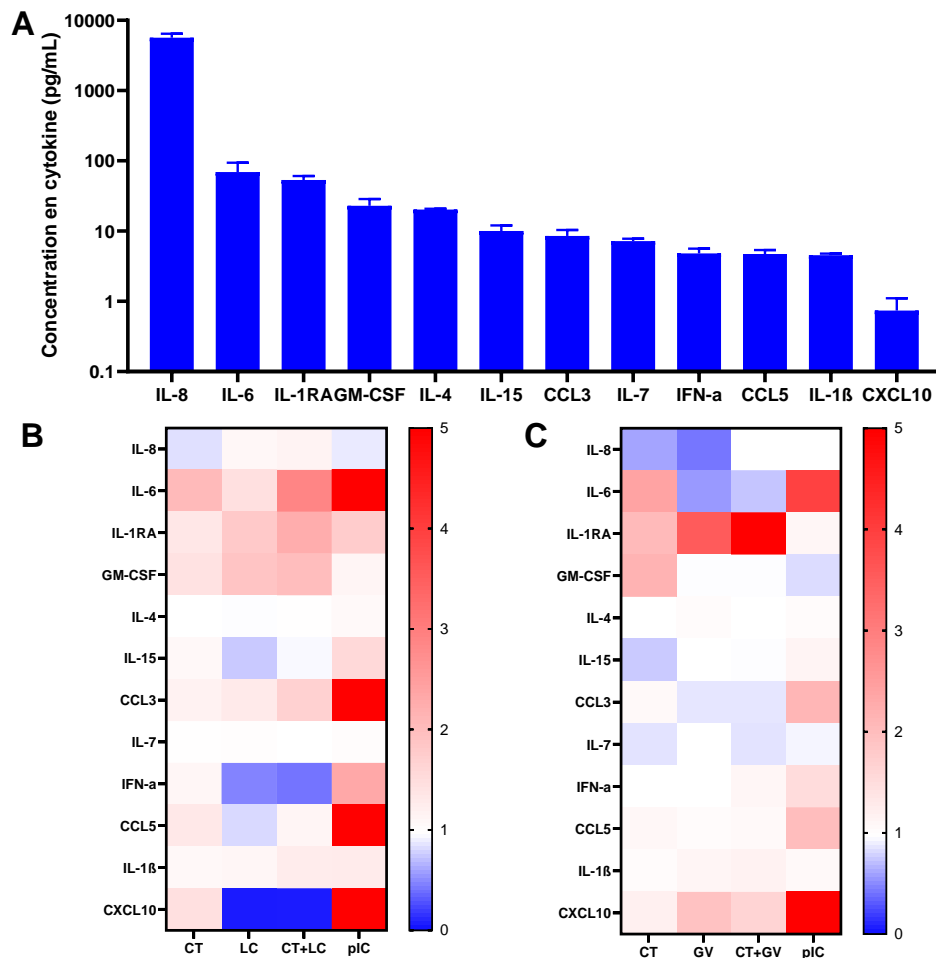 A
Concentration en cytokine (pg/mL)
10000
1000
100
10
1
0.1
IL-8 IL-6 IL-1RA GM-CSF IL-4 IL-15 CCL3 IL-7 IFN-a CCL5 IL-1ß CXCL10
B
IL-8
IL-6
IL-1RA
GM-CSF
IL-4
IL-15
CCL3
IL-7
IFN-a
CCL5
IL-1ß
CXCL10
CT LC CT+LC pIC
5
4
3
2
1
0
C
IL-8
IL-6
IL-1RA
GM-CSF
IL-4
IL-15
CCL3
IL-7
IFN-a
CCL5
IL-1ß
CXCL10
CT GV CT+GV pIC
5
4
3
2
1
0